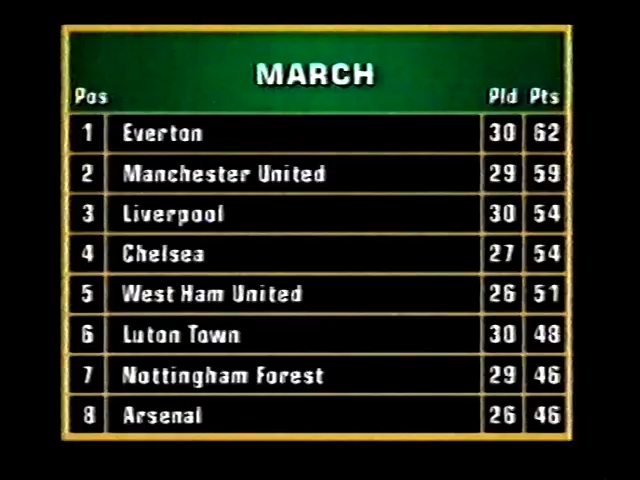 MARCH
Pos Pld Pts
1 Everton 30 62
2 Manchester United 29 59
3 Liverpool 30 54
4 Chelsea 27 54
5 West Ham United 26 51
6 Luton Town 30 48
7 Nottingham Forest 29 46
8 Arsenal 26 46